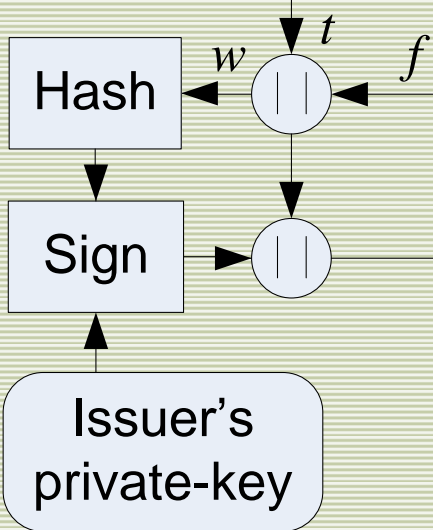 t
f
w
Hash
| |
Sign
| |
Issuer’s
private-key